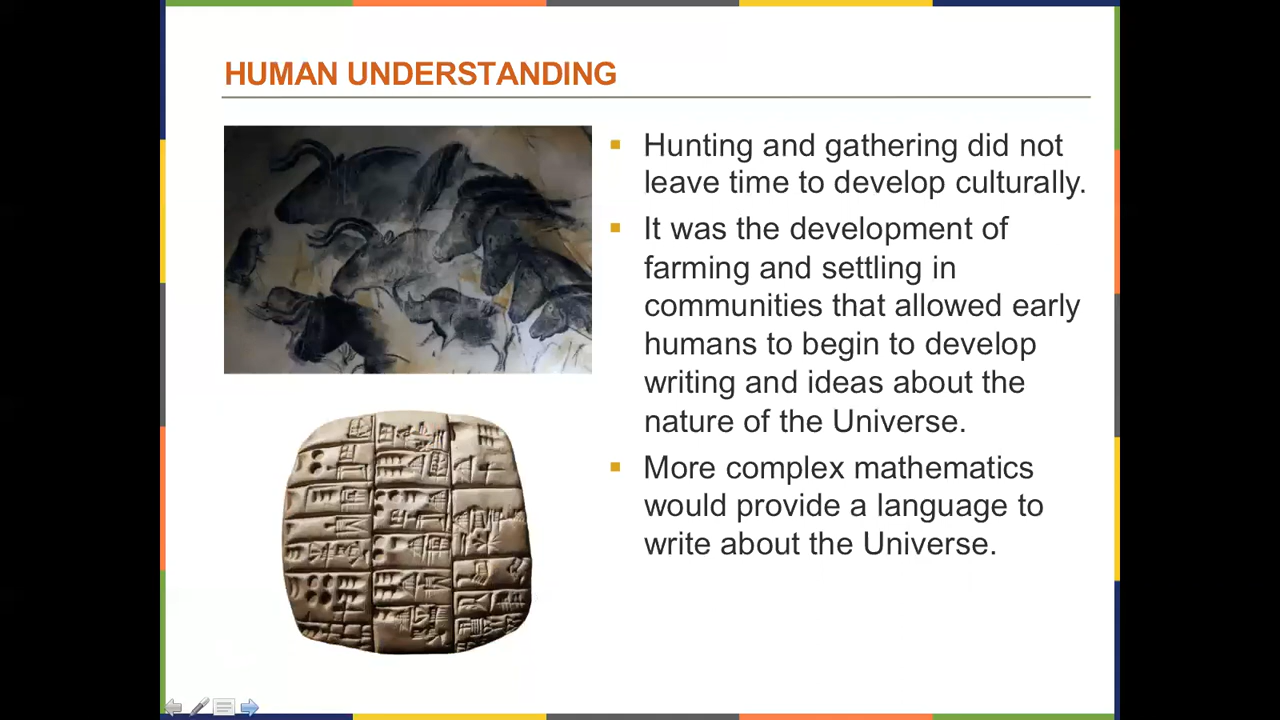 HUMAN UNDERSTANDING
Hunting and gathering did not
leave time to develop culturally.
It was the development of
farming and settling in
communities that allowed early
humans to begin to develop
writing and ideas about the
nature of the Universe.
More complex mathematics
would provide a language to
write about the Universe.